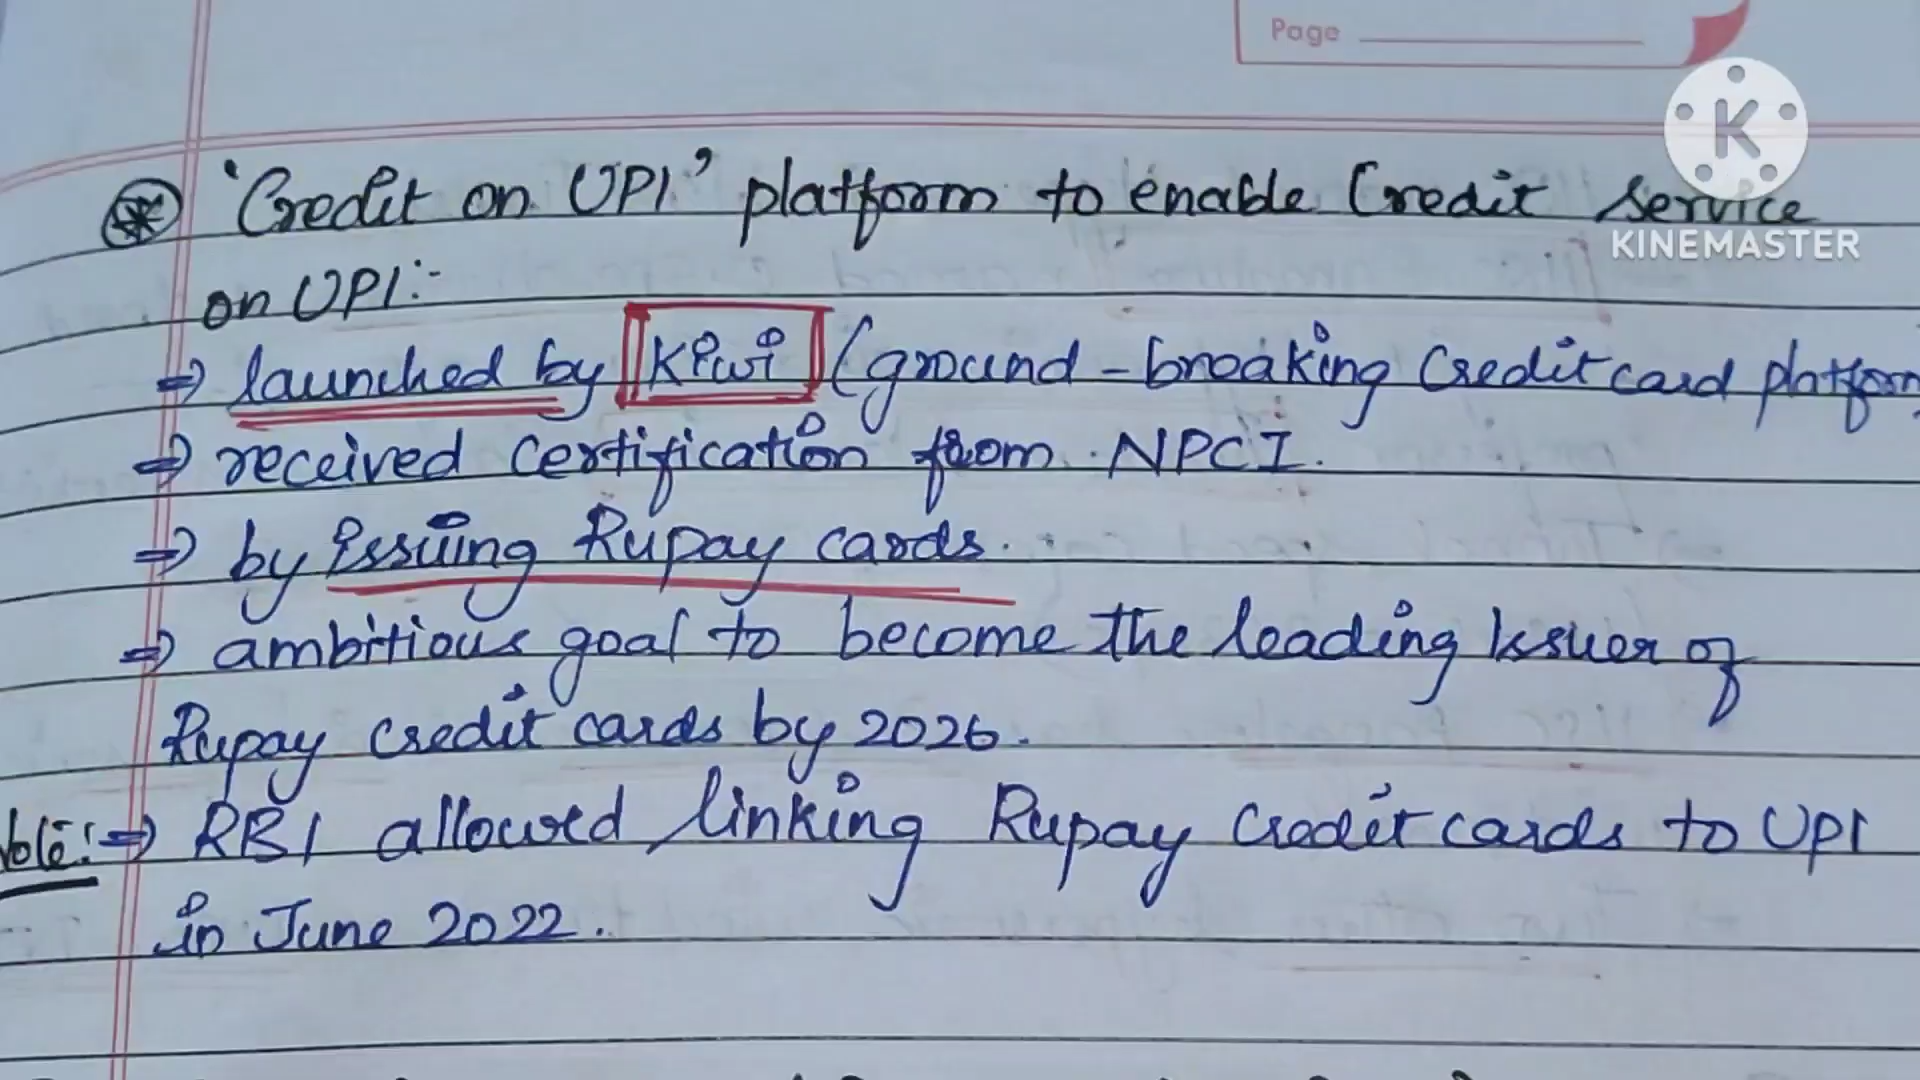 Page
K
KINEMASTER
'Credit on UPI' platform to enable Credit service
on UPI:-
⇒ launched by Kiwi (ground-breaking credit card platform
⇒ received certification from NPCI.
⇒ by issuing Rupay cards.
⇒ ambitious goal to become the leading issuer of
Rupay credit cards by 2026.
Note:⇒ RBI allowed linking Rupay credit cards to UPI
in June 2022.